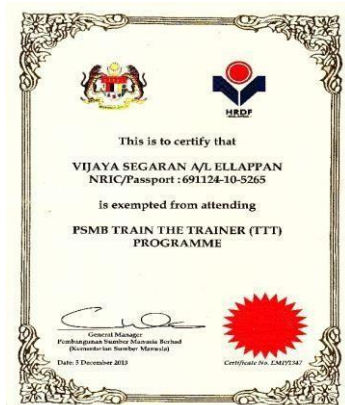 HRDF
This is to certify that
VIJAYA SEGARAN A/L ELLAPPAN
NRIC/Passport : 691124-10-5265
is exempted from attending
PSMB TRAIN THE TRAINER (TTT)
PROGRAMME
General Manager
Pembangunan Sumber Manusia Berhad
(Kementerian Sumber Manusia)
Date: 5 December 2013
Certificate No. EMP/1347